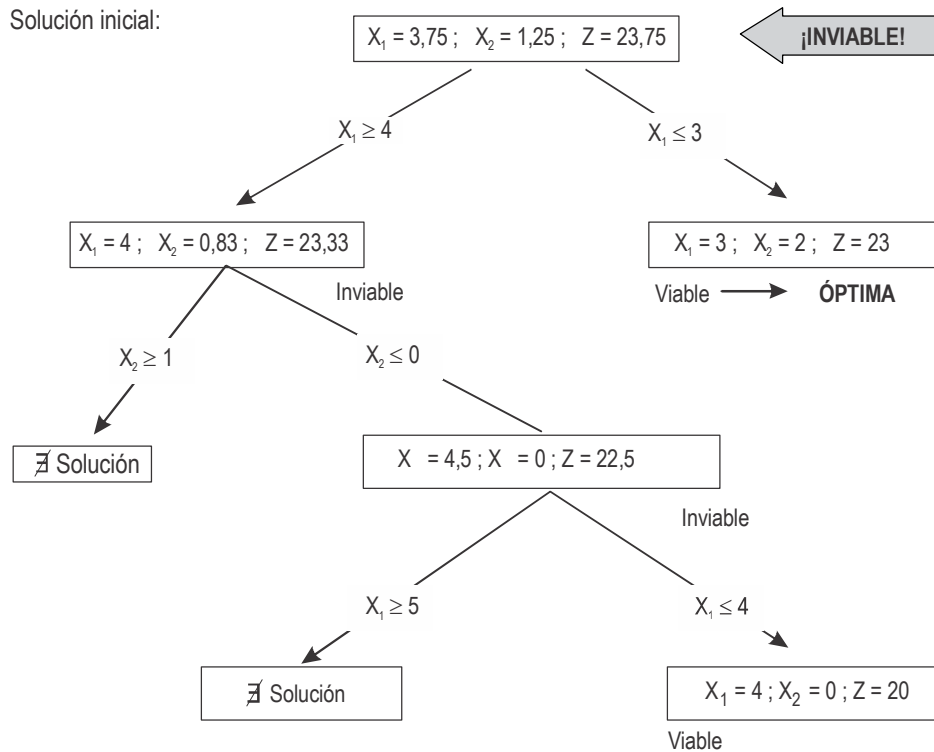 Solución inicial:
X₁ = 3,75 ; X₂ = 1,25 ; Z = 23,75
¡INVIABLE!
X₁ ≥ 4
X₁ ≤ 3
X₁ = 4 ; X₂ = 0,83 ; Z = 23,33
X₁ = 3 ; X₂ = 2 ; Z = 23
Inviable
Viable → ÓPTIMA
X₂ ≥ 1
X₂ ≤ 0
∄ Solución
X = 4,5 ; X = 0 ; Z = 22,5
Inviable
X₁ ≥ 5
X₁ ≤ 4
∄ Solución
X₁ = 4 ; X₂ = 0 ; Z = 20
Viable